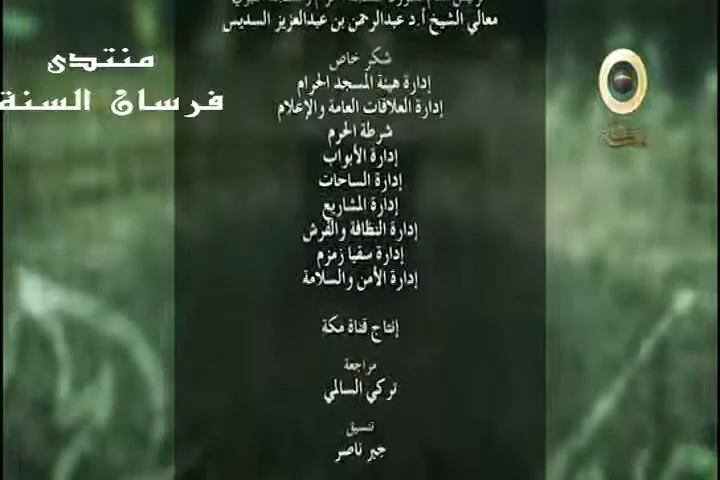 معالي الشيخ أ.د عبدالرحمن بن عبدالعزيز السديس
منتدى
فرسان السنة
شكر خاص
إدارة هيئة المسجد الحرام
إدارة العلاقات العامة والإعلام
شرطة الحرم
إدارة الأبواب
إدارة الساحات
إدارة المشاريع
إدارة النظافة والفرش
إدارة سقيا زمزم
إدارة الأمن والسلامة
إنتاج قناة مكة
مراجعة
تركي السالمي
تنسيق
جبر ناصر